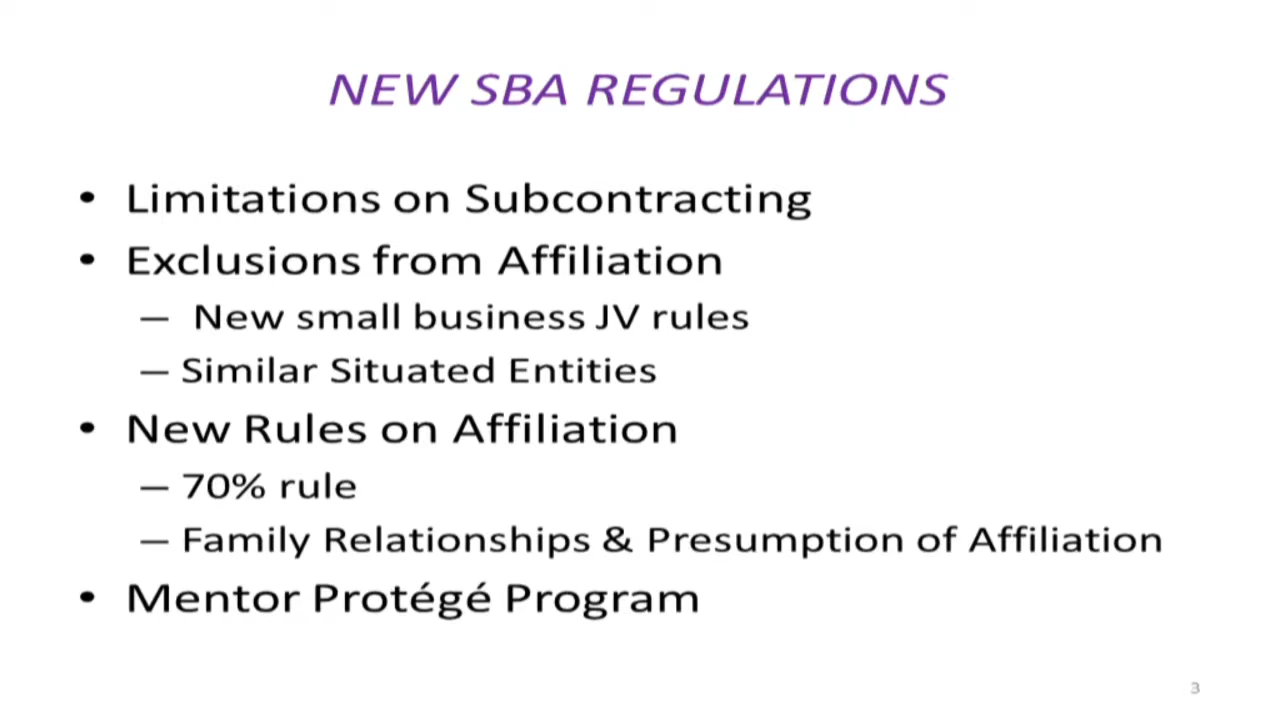 NEW SBA REGULATIONS
• Limitations on Subcontracting
• Exclusions from Affiliation
– New small business JV rules
– Similar Situated Entities
• New Rules on Affiliation
– 70% rule
– Family Relationships & Presumption of Affiliation
• Mentor Protégé Program
3